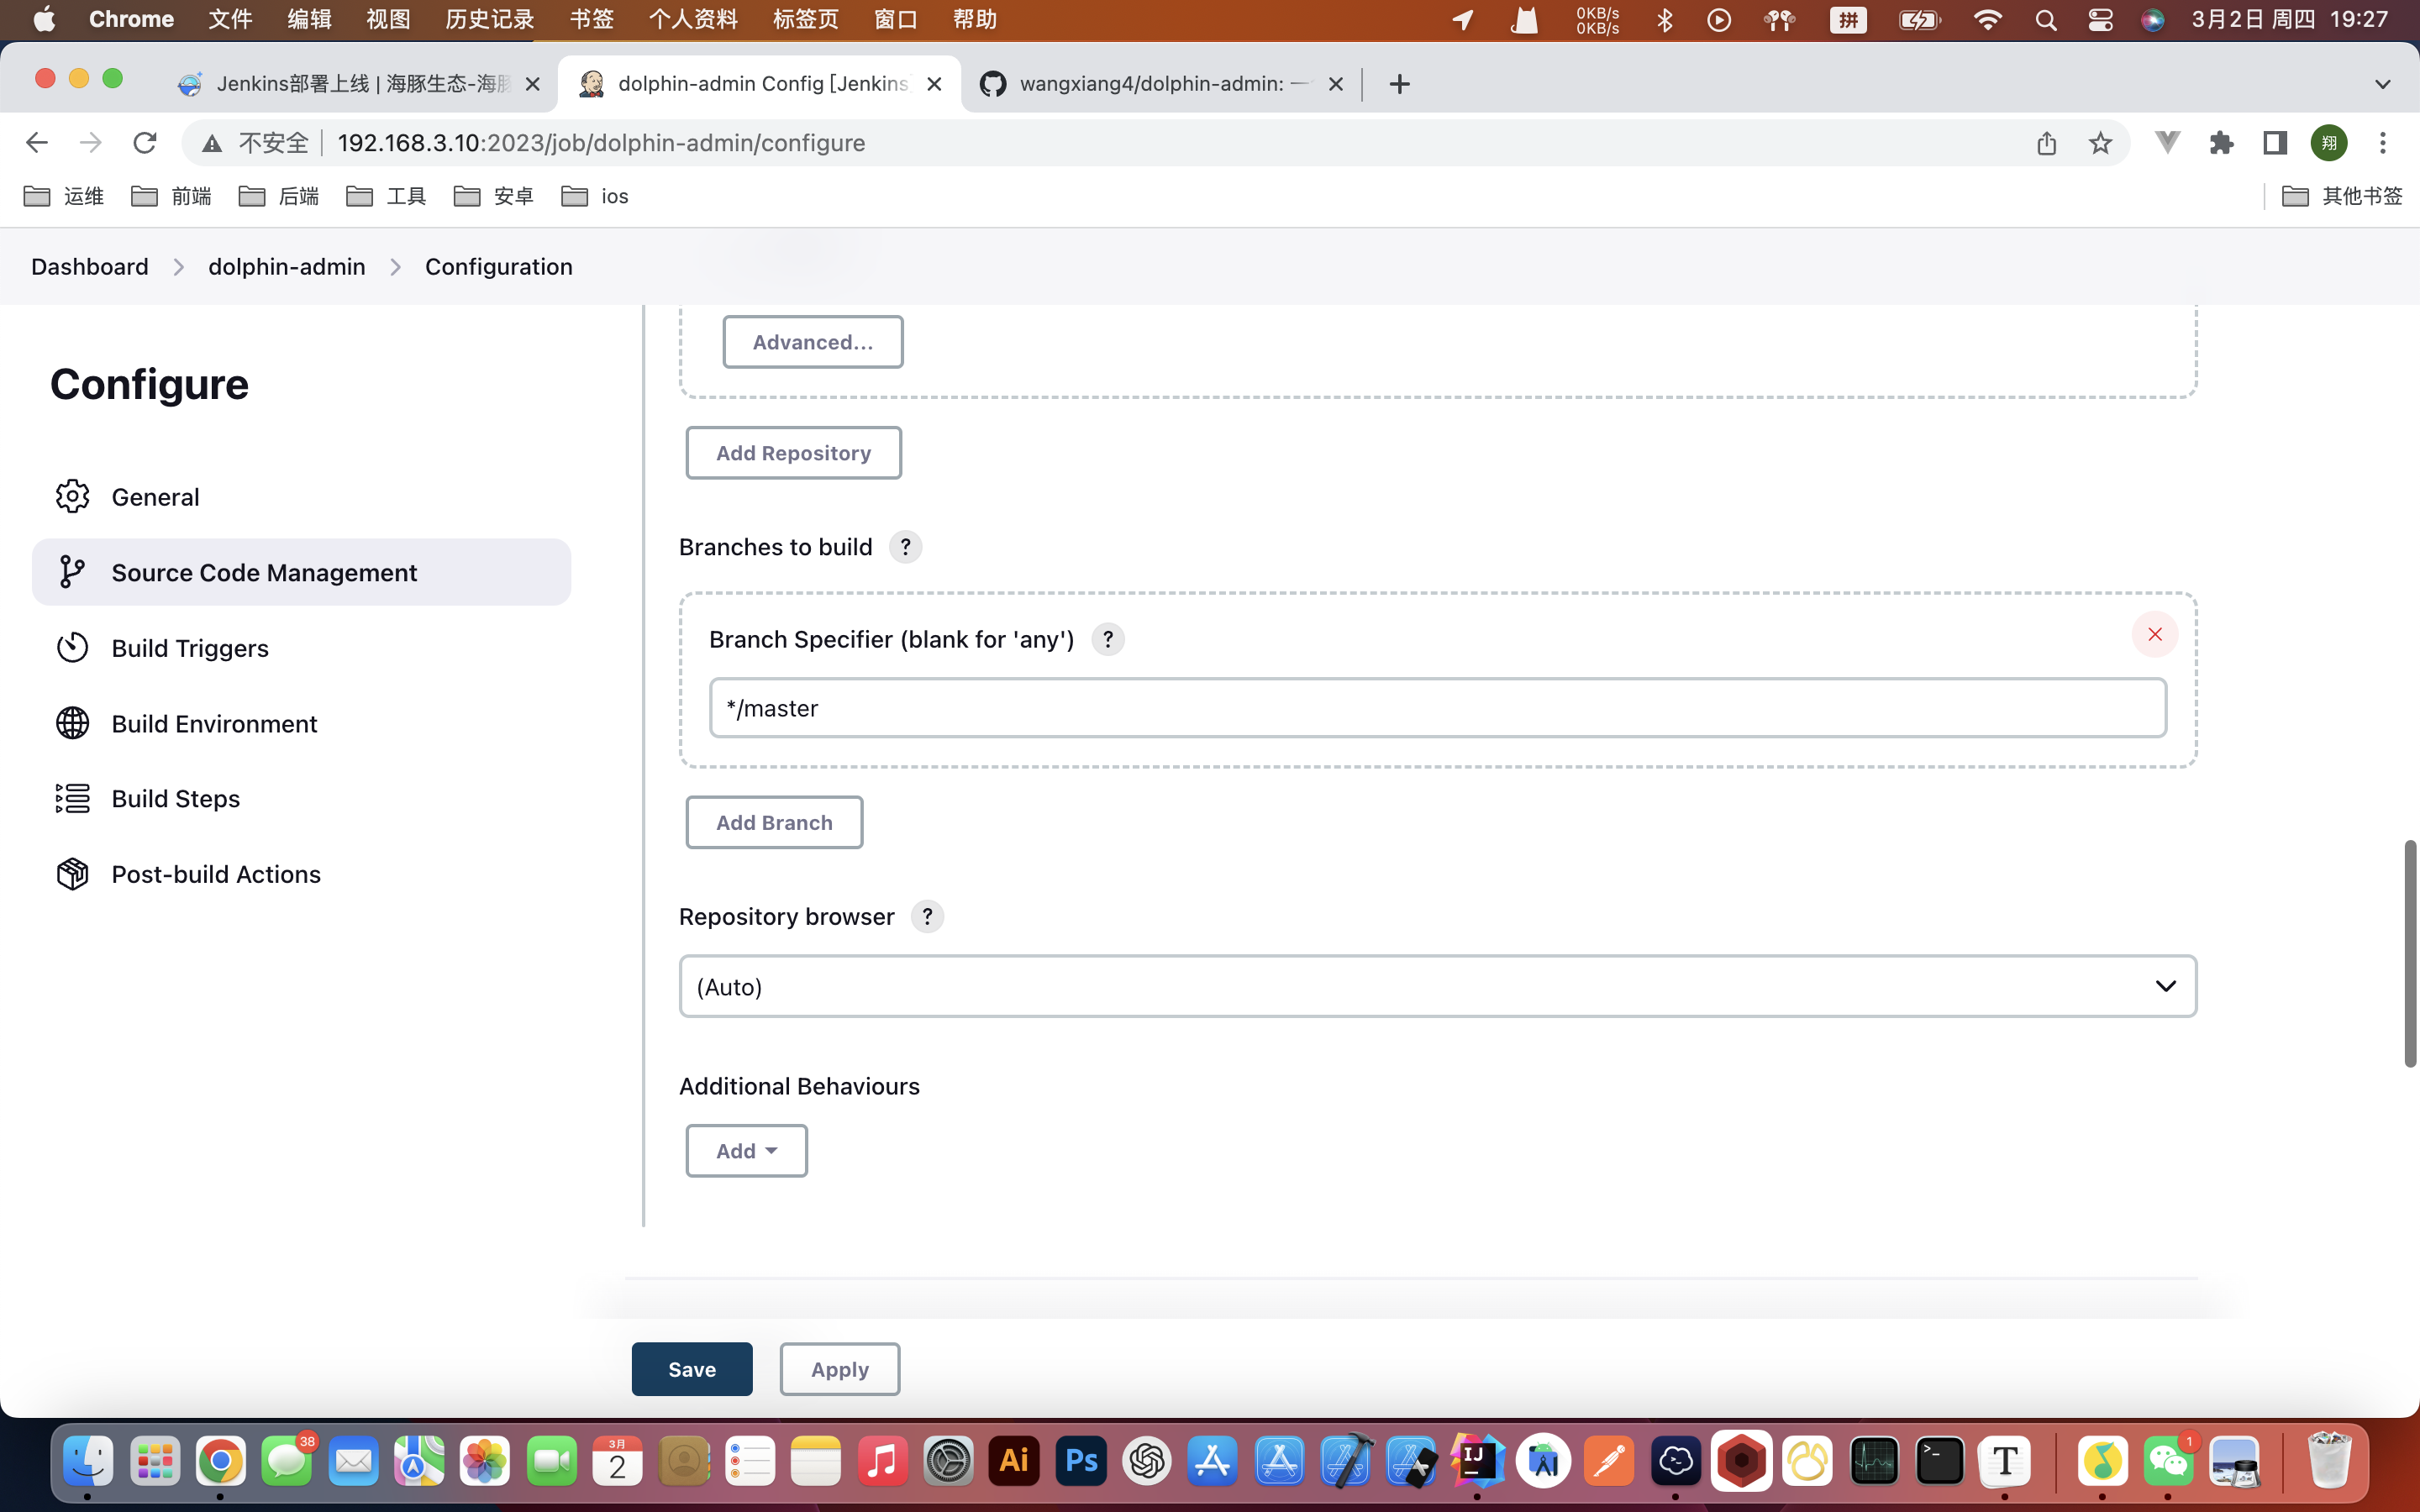 Chrome 文件 编辑 视图 历史记录 书签 个人资料 标签页 窗口 帮助 0KB/s 0KB/s 拼 3月2日 周四 19:27
Jenkins部署上线 | 海豚生态-海豚 dolphin-admin Config [Jenkins] wangxiang4/dolphin-admin: 一
不安全 192.168.3.10:2023/job/dolphin-admin/configure 翔
运维 前端 后端 工具 安卓 ios 其他书签
Dashboard dolphin-admin Configuration
Configure
General
Source Code Management
Build Triggers
Build Environment
Build Steps
Post-build Actions
Advanced...
Add Repository
Branches to build ?
Branch Specifier (blank for 'any') ?
*/master
Add Branch
Repository browser ?
(Auto)
Additional Behaviours
Add
Save Apply
38 3月 2 Ai Ps IJ >_ T 1